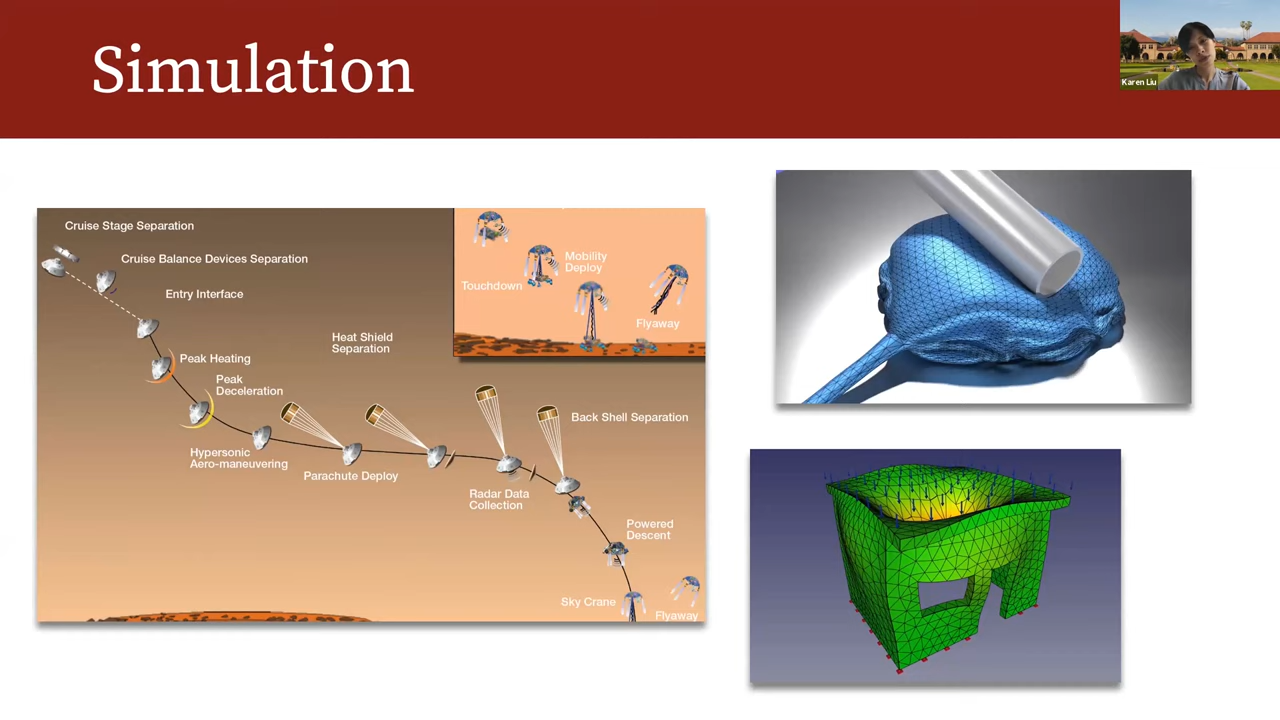 Simulation
Karen Liu
Cruise Stage Separation
Cruise Balance Devices Separation
Entry Interface
Peak Heating
Peak
Deceleration
Hypersonic
Aero-maneuvering
Heat Shield
Separation
Parachute Deploy
Radar Data
Collection
Back Shell Separation
Powered
Descent
Sky Crane
Flyaway
Touchdown
Mobility
Deploy
Flyaway